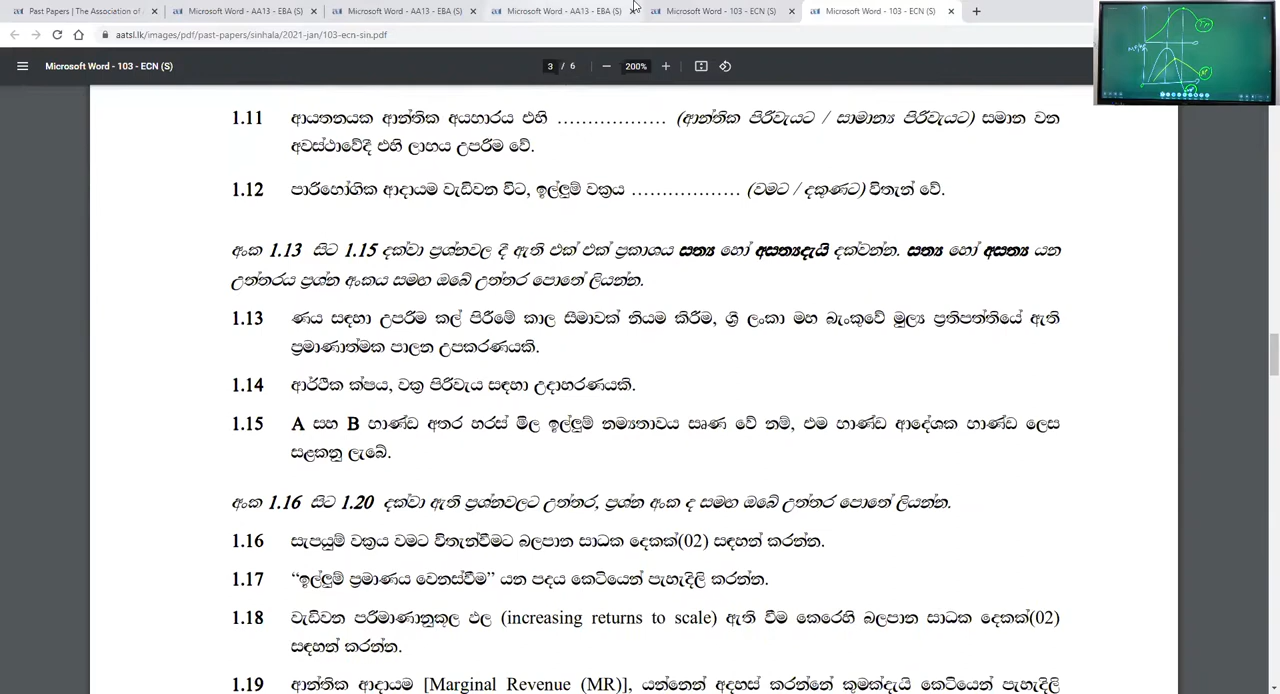 Past Papers | The Association of
Microsoft Word - AA13 - EBA (S)
Microsoft Word - AA13 - EBA (S)
Microsoft Word - AA13 - EBA (S)
Microsoft Word - 103 - ECN (S)
Microsoft Word - 103 - ECN (S)
aatsl.lk/images/pdf/past-papers/sinhala/2021-jan/103-ecn-sin.pdf
Microsoft Word - 103 - ECN (S) 3 / 6 200%
1.11 ආයතනයක ආන්තික අයභාරය එහි .................. (ආන්තික පිරිවැයට / සාමාන්‍ය පිරිවැයට) සමාන වන
අවස්ථාවේදී එහි ලාභය උපරිම වේ.
1.12 පාරිභෝගික ආදායම වැඩිවන විට, ඉල්ලුම් වක්‍රය .................. (වමට / දකුණට) විතැන් වේ.
අංක 1.13 සිට 1.15 දක්වා ප්‍රශ්නවල දී ඇති එක් එක් ප්‍රකාශය සත්‍ය හෝ අසත්‍යදැයි දක්වන්න. සත්‍ය හෝ අසත්‍ය යන
උත්තරය ප්‍රශ්න අංකය සමඟ ඔබේ උත්තර පොතේ ලියන්න.
1.13 ණය සඳහා උපරිම කල් පිරීමේ කාල සීමාවක් නියම කිරීම, ශ්‍රී ලංකා මහ බැංකුවේ මුල්‍ය ප්‍රතිපත්තියේ ඇති
ප්‍රමාණාත්මක පාලන උපකරණයකි.
1.14 ආර්ථික ක්ෂය, වක්‍ර පිරිවැය සඳහා උදාහරණයකි.
1.15 A සහ B භාණ්ඩ අතර හරස් මිල ඉල්ලුම් නම්‍යතාවය සෘණ වේ නම්, එම භාණ්ඩ ආදේශක භාණ්ඩ ලෙස
සළකනු ලැබේ.
අංක 1.16 සිට 1.20 දක්වා ඇති ප්‍රශ්නවලට උත්තර, ප්‍රශ්න අංක ද සමඟ ඔබේ උත්තර පොතේ ලියන්න.
1.16 සැපයුම් වක්‍රය වමට විතැන්වීමට බලපාන සාධක දෙකක්(02) සඳහන් කරන්න.
1.17 “ඉල්ලුම් ප්‍රමාණය වෙනස්වීම” යන පදය කෙටියෙන් පැහැදිලි කරන්න.
1.18 වැඩිවන පරිමාණානුකූල ඵල (increasing returns to scale) ඇති වීම කෙරෙහි බලපාන සාධක දෙකක්(02)
සඳහන් කරන්න.
1.19 ආන්තික ආදායම [Marginal Revenue (MR)], යන්නෙන් අදහස් කරන්නේ කුමක්දැයි කෙටියෙන් පැහැදිලි